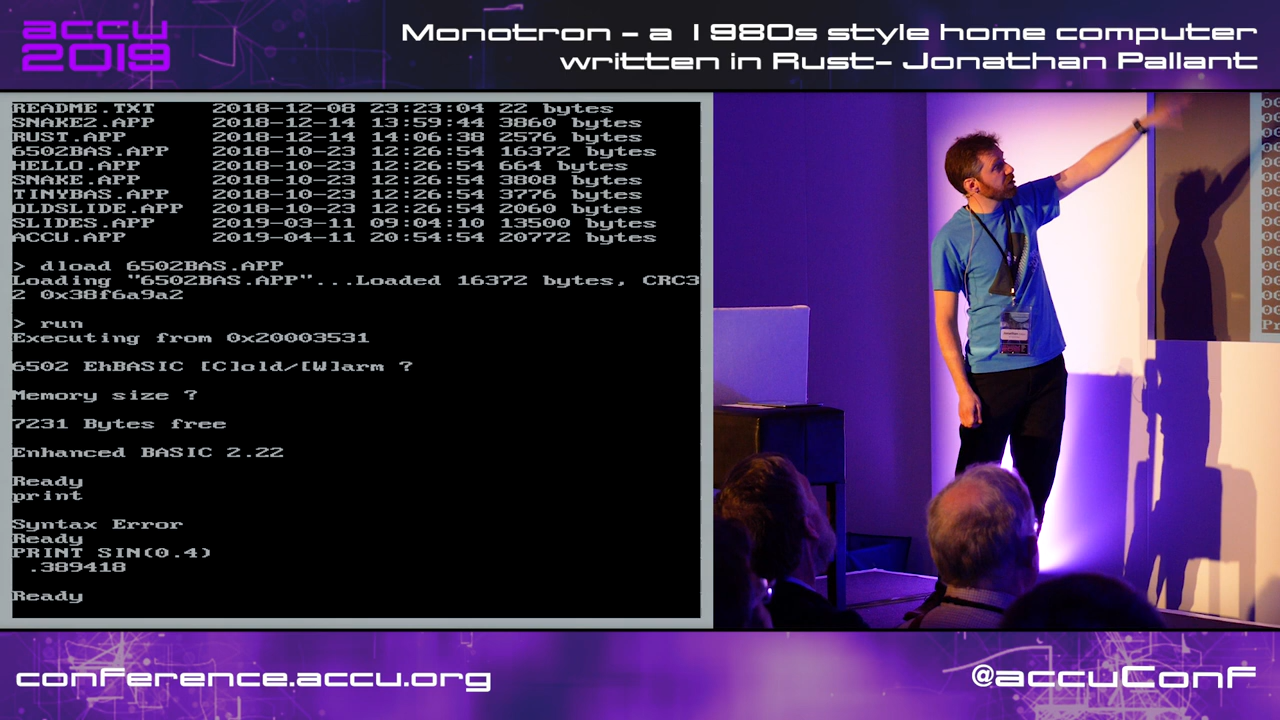 accu
2019
Monotron - a 1980s style home computer
written in Rust- Jonathan Pallant
README.TXT 2018-12-08 23:23:04 22 bytes
SNAKE2.APP 2018-12-14 13:59:44 3860 bytes
RUST.APP 2018-12-14 14:06:38 2576 bytes
6502BAS.APP 2018-10-23 12:26:54 16372 bytes
HELLO.APP 2018-10-23 12:26:54 664 bytes
SNAKE.APP 2018-10-23 12:26:54 3808 bytes
TINYBAS.APP 2018-10-23 12:26:54 3776 bytes
DLDSLIDE.APP 2018-10-23 12:26:54 2060 bytes
SLIDES.APP 2019-03-11 09:04:10 13500 bytes
ACCU.APP 2019-04-11 20:54:54 20772 bytes
> dload 6502BAS.APP
Loading "6502BAS.APP"...Loaded 16372 bytes, CRC3
2 0x38f6a9a2
> run
Executing from 0x20003531
6502 EhBASIC [C]old/[W]arm ?
Memory size ?
7231 Bytes free
Enhanced BASIC 2.22
Ready
print
Syntax Error
Ready
PRINT SIN(0.4)
.389418
Ready
conference.accu.org
@accuConf